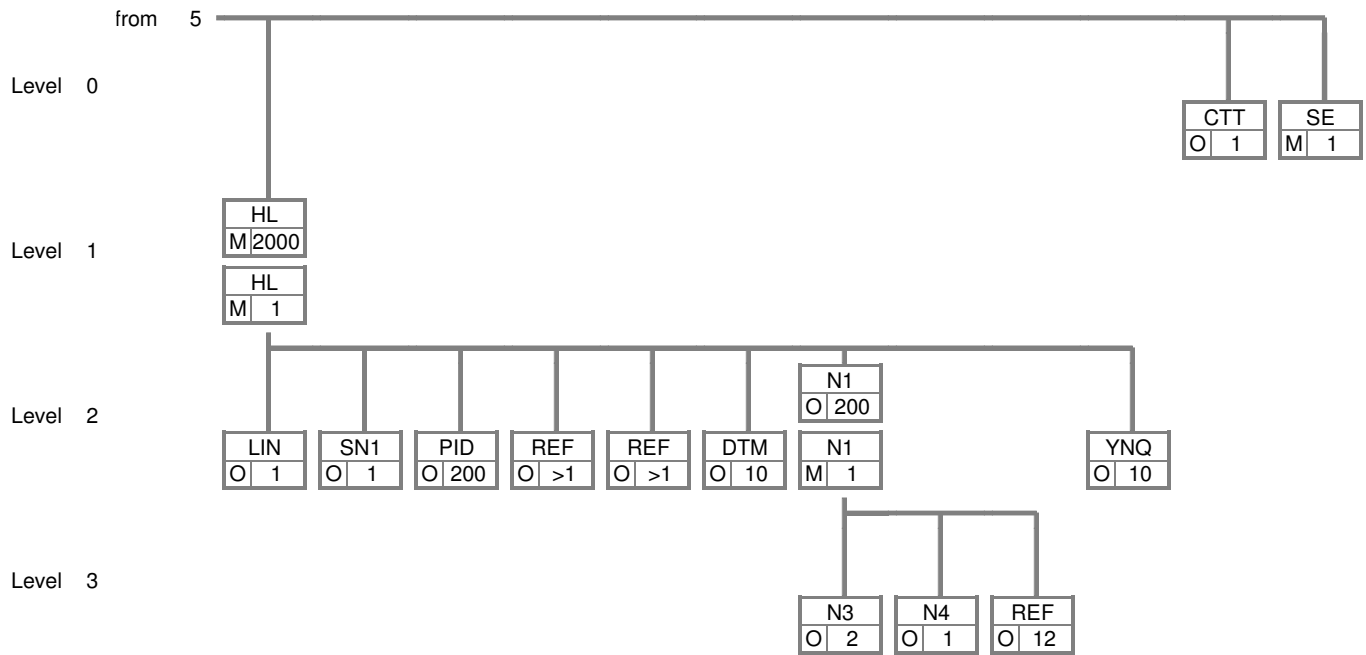 from 5
Level 0
CTT SE
O 1 M 1
HL
M 2000
Level 1
HL
M 1
N1
O 200
Level 2
LIN SN1 PID REF REF DTM N1 YNQ
O 1 O 1 O 200 O >1 O >1 O 10 M 1 O 10
Level 3
N3 N4 REF
O 2 O 1 O 12